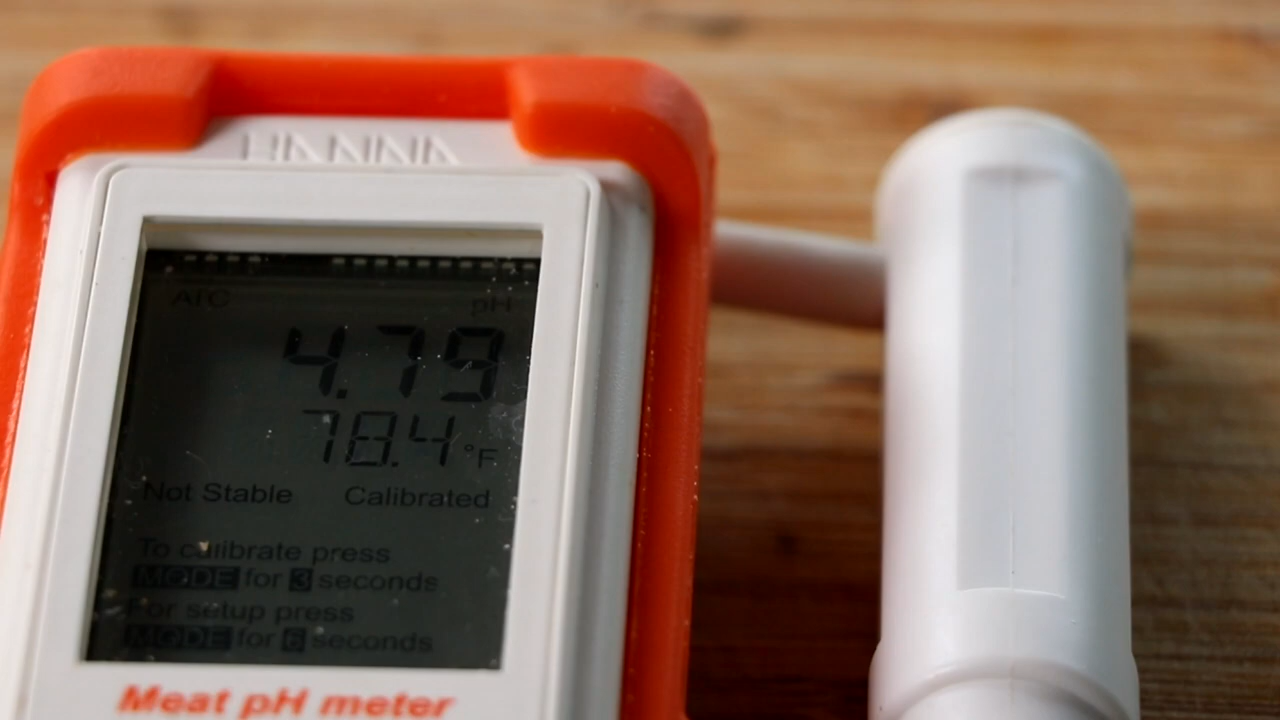 HANNA
ATC pH
4.79
78.4 °F
Not Stable Calibrated
To calibrate press
MODE for 3 seconds
For setup press
MODE for 6 seconds
Meat pH meter